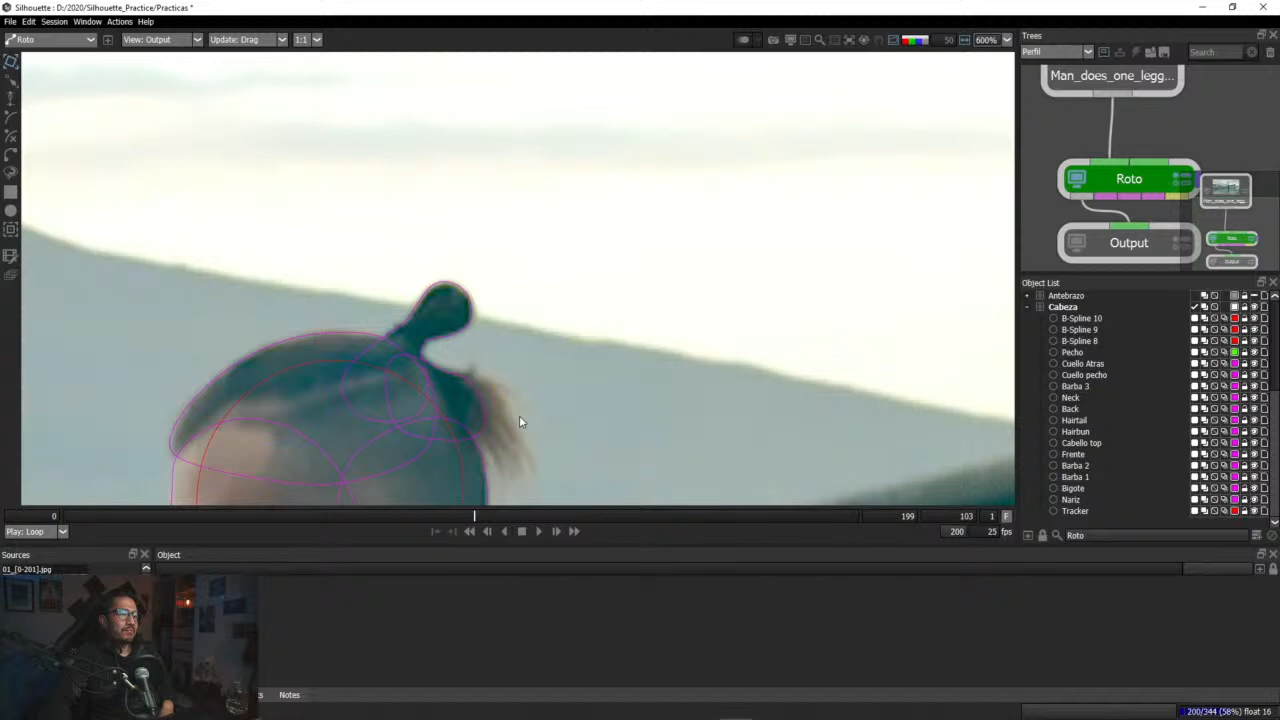 Silhouette : D:/2020/Silhouette_Practice/Practicas *
File Edit Session Window Actions Help
Roto View: Output Update: Drag 1:1 50 600%
Trees
Perfil Search
Man_does_one_legg...
Roto
Output
Roto
Output
Object List
Antebrazo
Cabeza
B-Spline 10
B-Spline 9
B-Spline 8
Pecho
Cuello Atras
Cuello pecho
Barba 3
Neck
Back
Hairtail
Hairbun
Cabello top
Frente
Barba 2
Barba 1
Bigote
Nariz
Tracker
Roto
0 199 103 1 F
Play: Loop 200 25 fps
Sources Object
01_[0-201].jpg
Notes
200/344 (58%) float 16